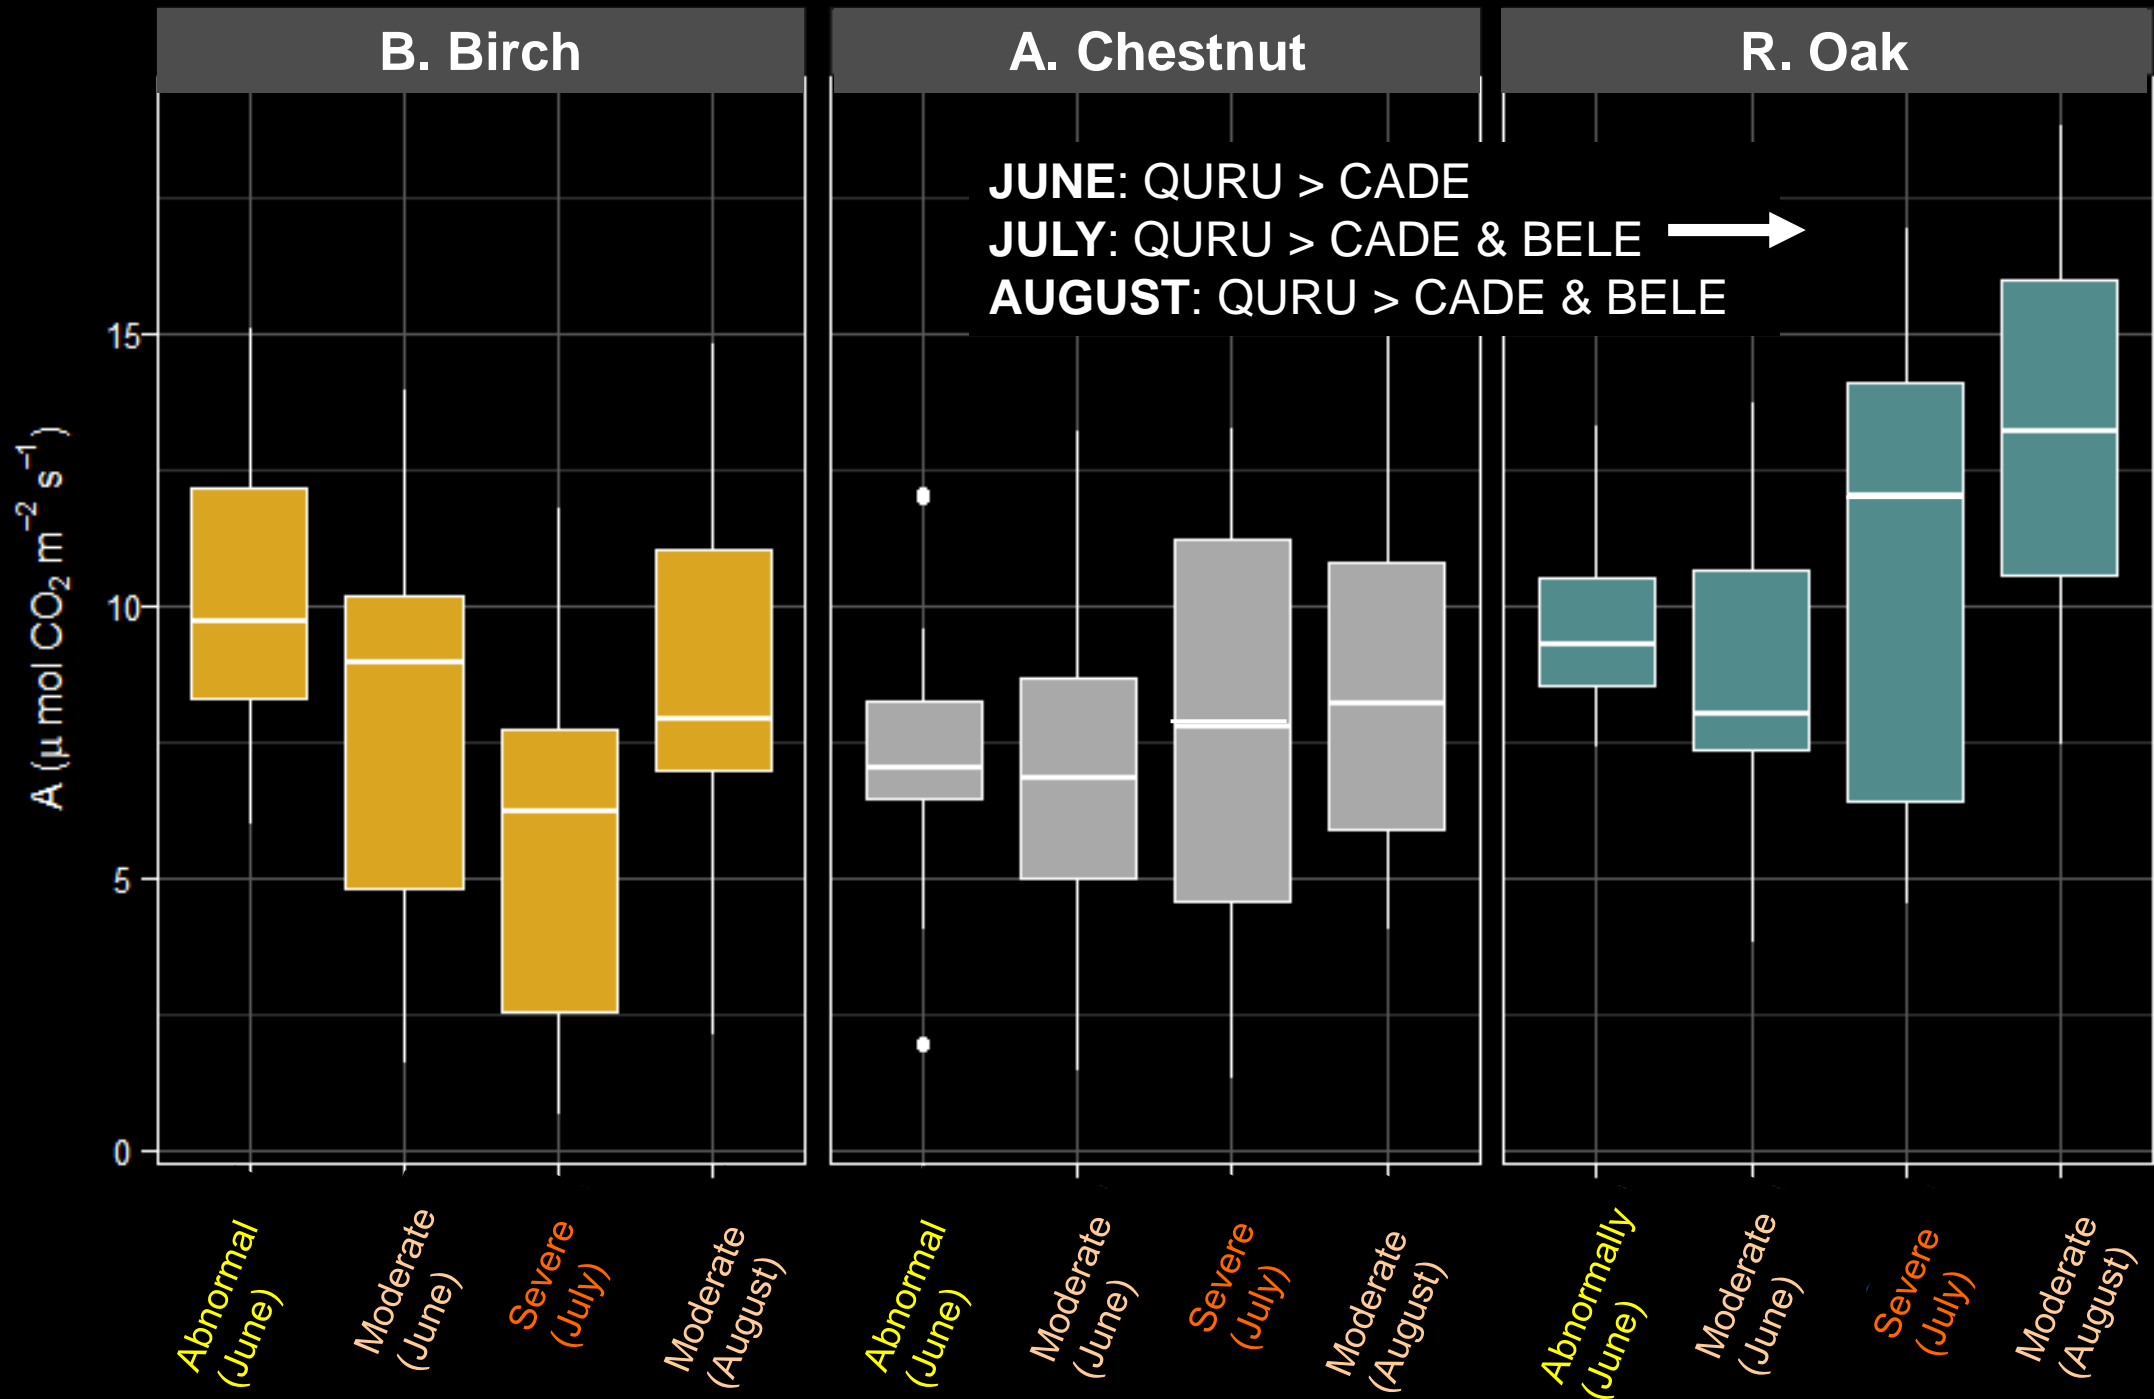 B. Birch
A. Chestnut
R. Oak
JUNE: QURU > CADE
JULY: QURU > CADE & BELE
AUGUST: QURU > CADE & BELE
A (μ mol CO₂ m⁻² s⁻¹)
15
10
5
0
Abnormal
(June)
Moderate
(June)
Severe
(July)
Moderate
(August)
Abnormal
(June)
Moderate
(June)
Severe
(July)
Moderate
(August)
Abnormally
(June)
Moderate
(June)
Severe
(July)
Moderate
(August)